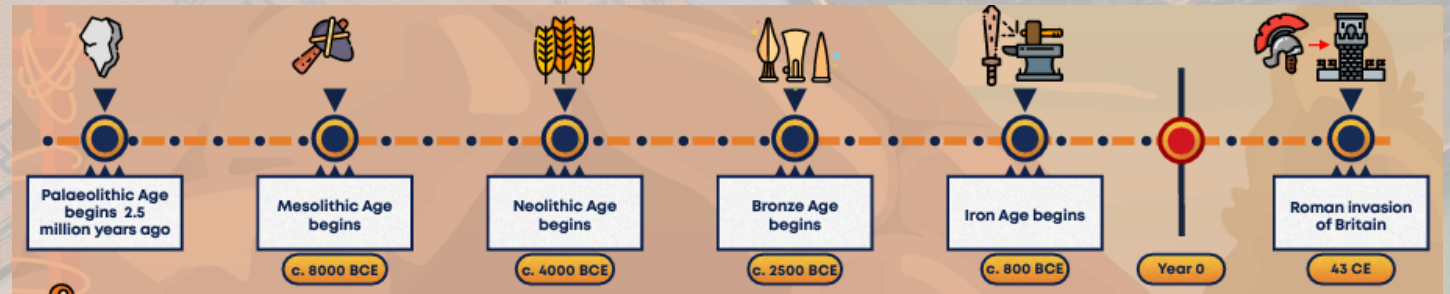 Palaeolithic Age
begins 2.5
million years ago
Mesolithic Age
begins
c. 8000 BCE
Neolithic Age
begins
c. 4000 BCE
Bronze Age
begins
c. 2500 BCE
Iron Age begins
c. 800 BCE
Year 0
Roman invasion
of Britain
43 CE